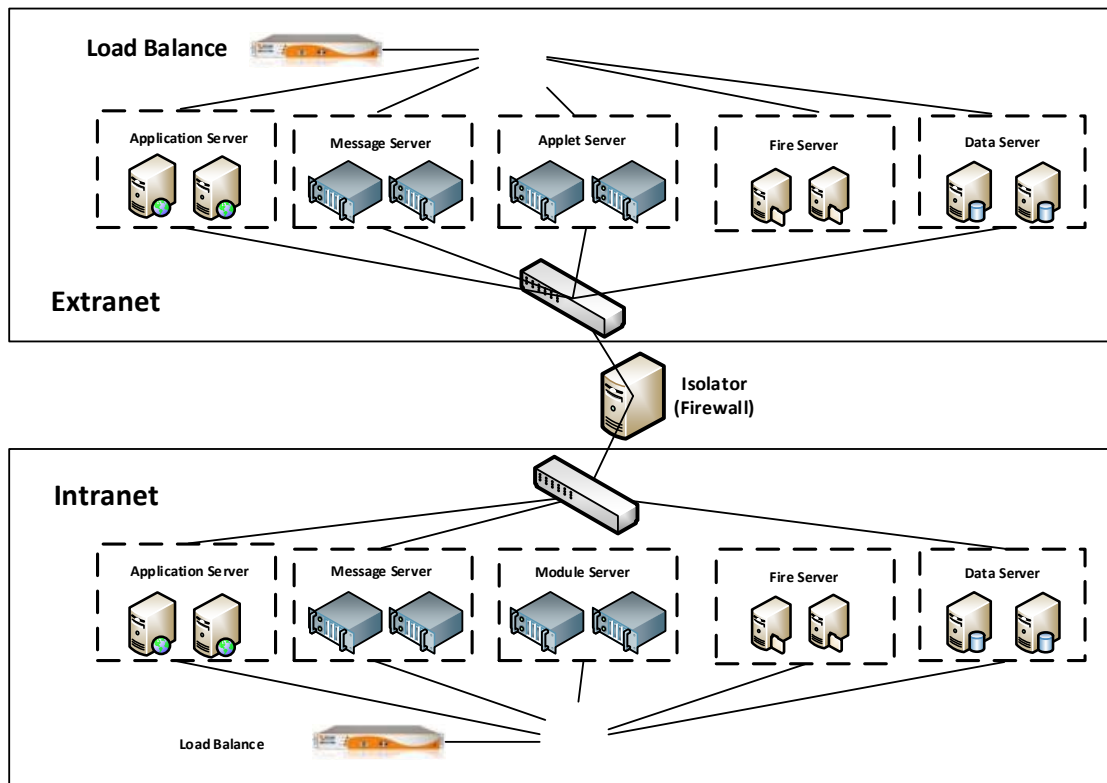 Load Balance
Application Server
Message Server
Applet Server
Fire Server
Data Server
Extranet
Isolator
(Firewall)
Intranet
Application Server
Message Server
Module Server
Fire Server
Data Server
Load Balance